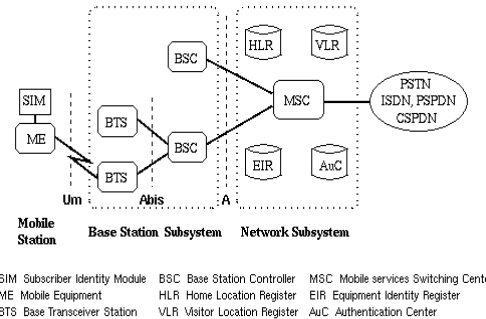 HLR VLR
BSC
PSTN
ISDN, PSPDN
CSPDN
SIM
MSC
BTS
ME
BSC
BTS
EIR AuC
Um Abis A
Mobile
Station
Base Station Subsystem Network Subsystem
SIM Subscriber Identity Module BSC Base Station Controller MSC Mobile services Switching
ME Mobile Equipment HLR Home Location Register EIR Equipment Identity Register
BTS Base Transceiver Station VLR Visitor Location Register AuC Authentication Center